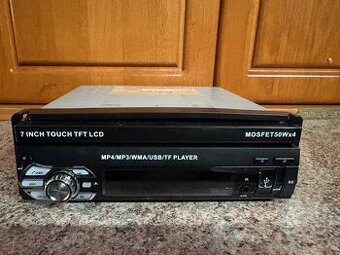 7 INCH TOUCH TFT LCD
MOSFET50Wx4
MP4/MP3/WMA/USB/TF PLAYER